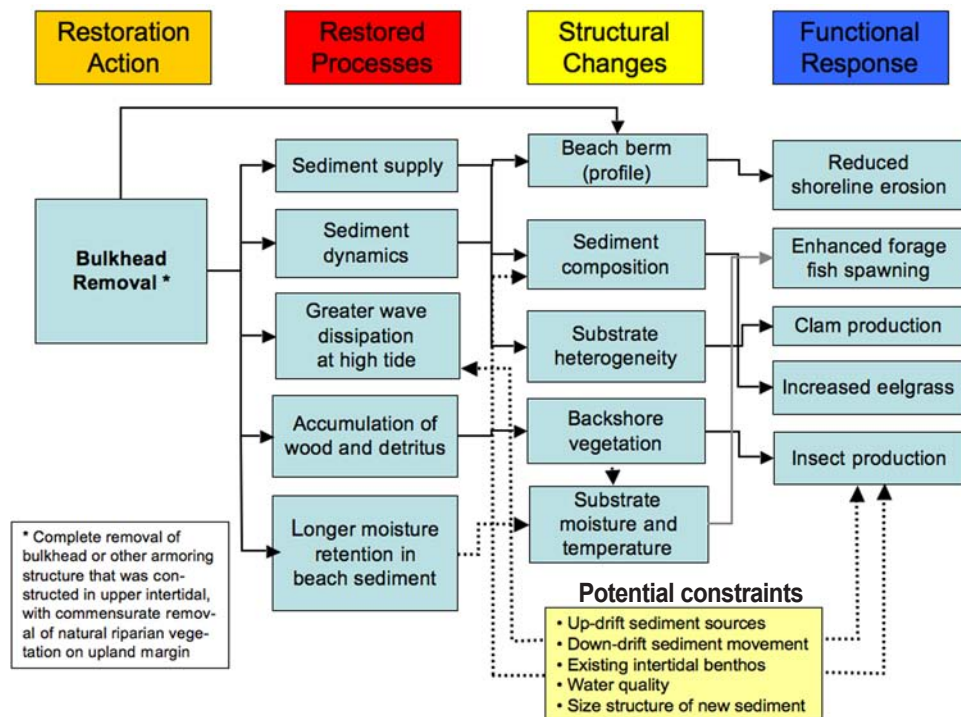 Restoration
Action
Restored
Processes
Structural
Changes
Functional
Response
Bulkhead
Removal *
Sediment supply
Sediment
dynamics
Greater wave
dissipation
at high tide
Accumulation of
wood and detritus
Longer moisture
retention in
beach sediment
Beach berm
(profile)
Sediment
composition
Substrate
heterogeneity
Backshore
vegetation
Substrate
moisture and
temperature
Reduced
shoreline erosion
Enhanced forage
fish spawning
Clam production
Increased eelgrass
Insect production
* Complete removal of
bulkhead or other armoring
structure that was con-
structed in upper intertidal,
with commensurate remov-
al of natural riparian vege-
tation on upland margin
Potential constraints
• Up-drift sediment sources
• Down-drift sediment movement
• Existing intertidal benthos
• Water quality
• Size structure of new sediment